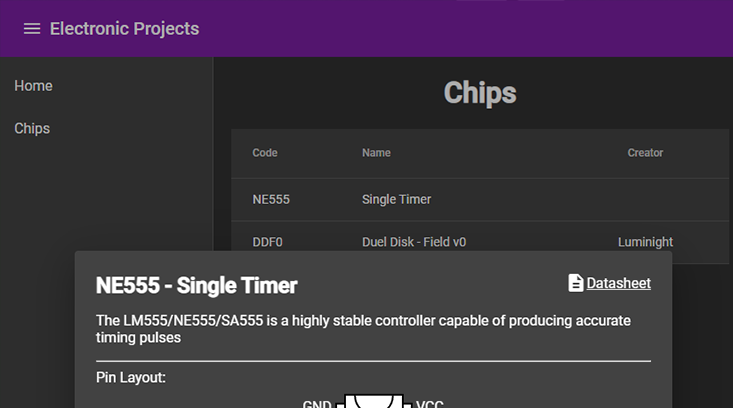 Electronic Projects
Home
Chips
Chips
Code Name Creator
NE555 Single Timer
DDF0 Duel Disk - Field v0 Luminight
NE555 - Single Timer Datasheet
The LM555/NE555/SA555 is a highly stable controller capable of producing accurate
timing pulses
Pin Layout:
GND VCC